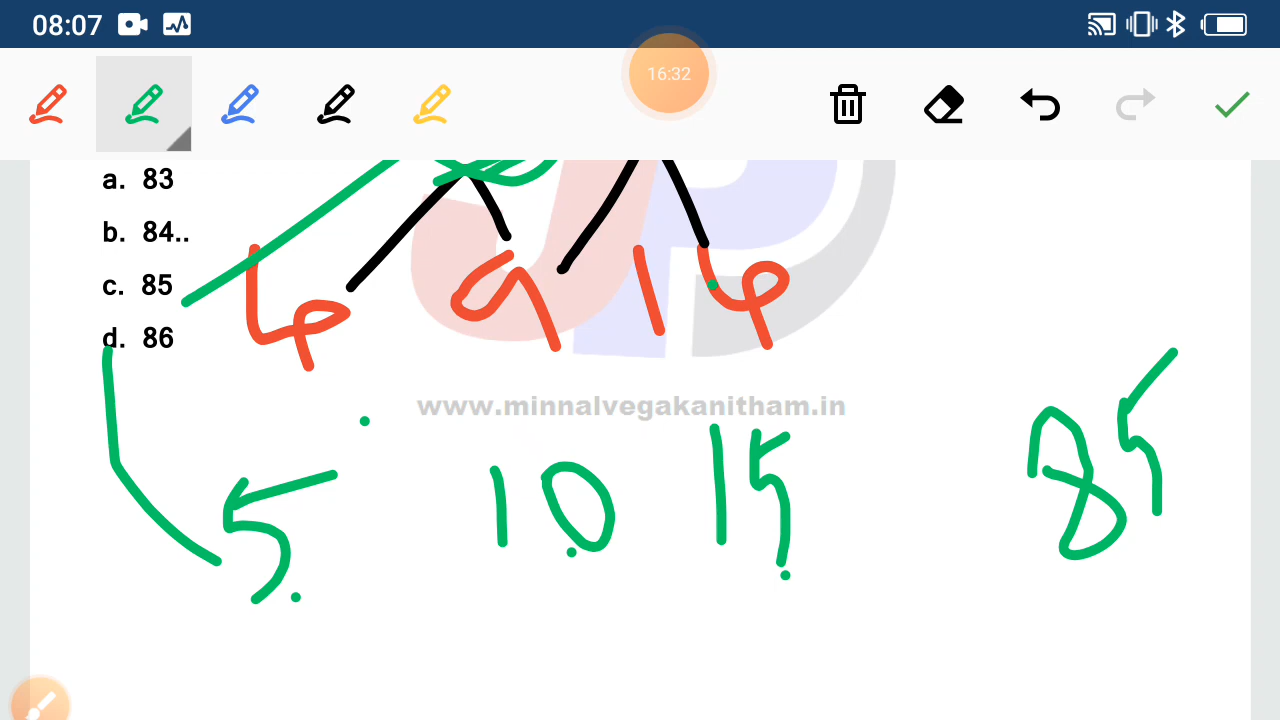 08:07
16:32
a. 83
b. 84..
c. 85
d. 86
www.minnalvegakanitham.in
5 10 15 85